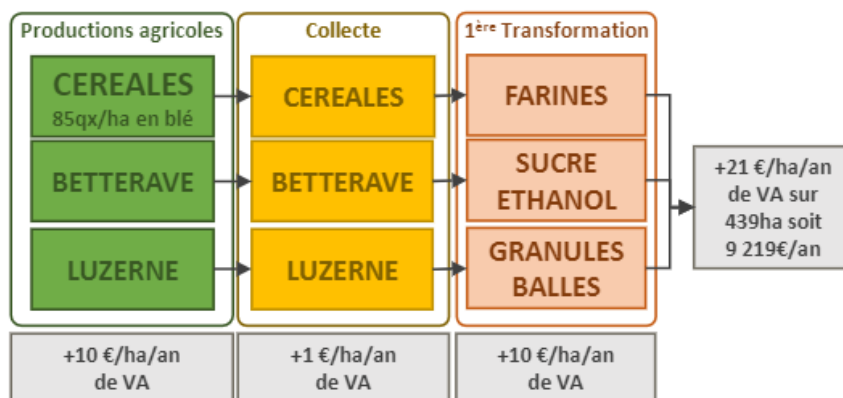 Productions agricoles
Collecte
1ère Transformation
CEREALES
85qx/ha en blé
CEREALES
FARINES
BETTERAVE
BETTERAVE
SUCRE
ETHANOL
LUZERNE
LUZERNE
GRANULES
BALLES
+21 €/ha/an
de VA sur
439ha soit
9 219€/an
+10 €/ha/an
de VA
+1 €/ha/an
de VA
+10 €/ha/an
de VA